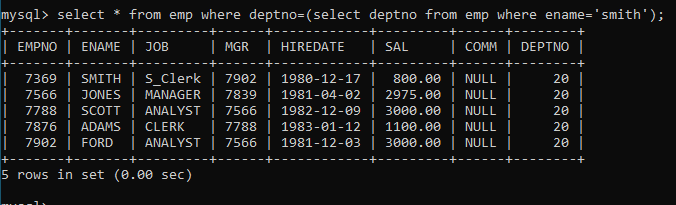 mysql> select * from emp where deptno=(select deptno from emp where ename='smith');
+-------+-------+---------+------+------------+---------+------+--------+
| EMPNO | ENAME | JOB     | MGR  | HIREDATE   | SAL     | COMM | DEPTNO |
+-------+-------+---------+------+------------+---------+------+--------+
|  7369 | SMITH | S_Clerk | 7902 | 1980-12-17 |  800.00 | NULL |     20 |
|  7566 | JONES | MANAGER | 7839 | 1981-04-02 | 2975.00 | NULL |     20 |
|  7788 | SCOTT | ANALYST | 7566 | 1982-12-09 | 3000.00 | NULL |     20 |
|  7876 | ADAMS | CLERK   | 7788 | 1983-01-12 | 1100.00 | NULL |     20 |
|  7902 | FORD  | ANALYST | 7566 | 1981-12-03 | 3000.00 | NULL |     20 |
+-------+-------+---------+------+------------+---------+------+--------+
5 rows in set (0.00 sec)
mysql>